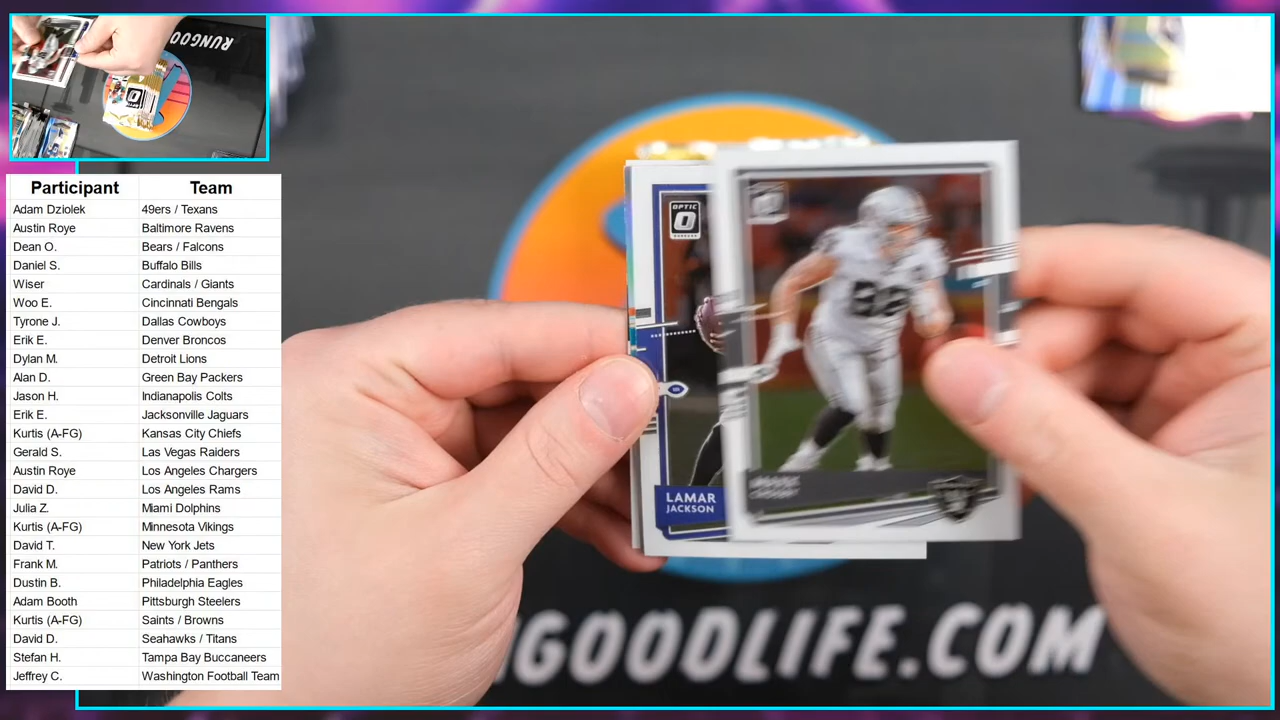 RUNGOODL
Participant Team
Adam Dziolek 49ers / Texans
Austin Roye Baltimore Ravens
Dean O. Bears / Falcons
Daniel S. Buffalo Bills
Wiser Cardinals / Giants
Woo E. Cincinnati Bengals
Tyrone J. Dallas Cowboys
Erik E. Denver Broncos
Dylan M. Detroit Lions
Alan D. Green Bay Packers
Jason H. Indianapolis Colts
Erik E. Jacksonville Jaguars
Kurtis (A-FG) Kansas City Chiefs
Gerald S. Las Vegas Raiders
Austin Roye Los Angeles Chargers
David D. Los Angeles Rams
Julia Z. Miami Dolphins
Kurtis (A-FG) Minnesota Vikings
David T. New York Jets
Frank M. Patriots / Panthers
Dustin B. Philadelphia Eagles
Adam Booth Pittsburgh Steelers
Kurtis (A-FG) Saints / Browns
David D. Seahawks / Titans
Stefan H. Tampa Bay Buccaneers
Jeffrey C. Washington Football Team
OPTIC
LAMAR
JACKSON
NGOODLIFE.COM